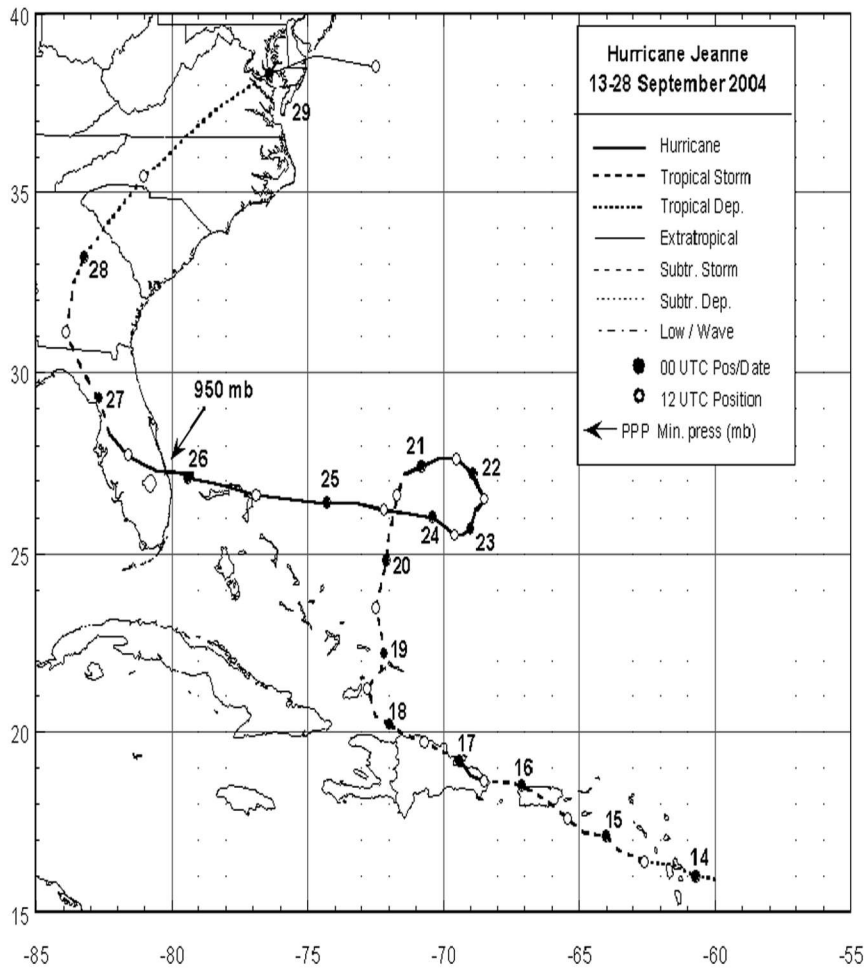 Hurricane Jeanne
13-28 September 2004
Hurricane
Tropical Storm
Tropical Dep.
Extratropical
Subtr. Storm
Subtr. Dep.
Low / Wave
00 UTC Pos/Date
12 UTC Position
PPP Min. press (mb)
40
35
30
25
20
15
-85
-80
-75
-70
-65
-60
-55
29
28
27
950 mb
26
25
24
23
22
21
20
19
18
17
16
15
14